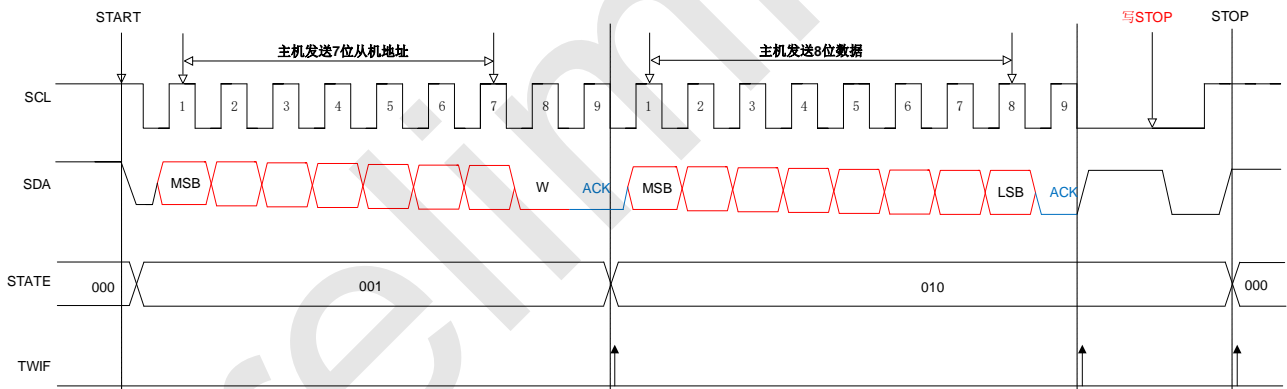 START
写STOP
STOP
主机发送7位从机地址
主机发送8位数据
SCL
1 2 3 4 5 6 7 8 9 1 2 3 4 5 6 7 8 9
SDA
MSB W ACK MSB LSB ACK
STATE
000 001 010 000
TWIF